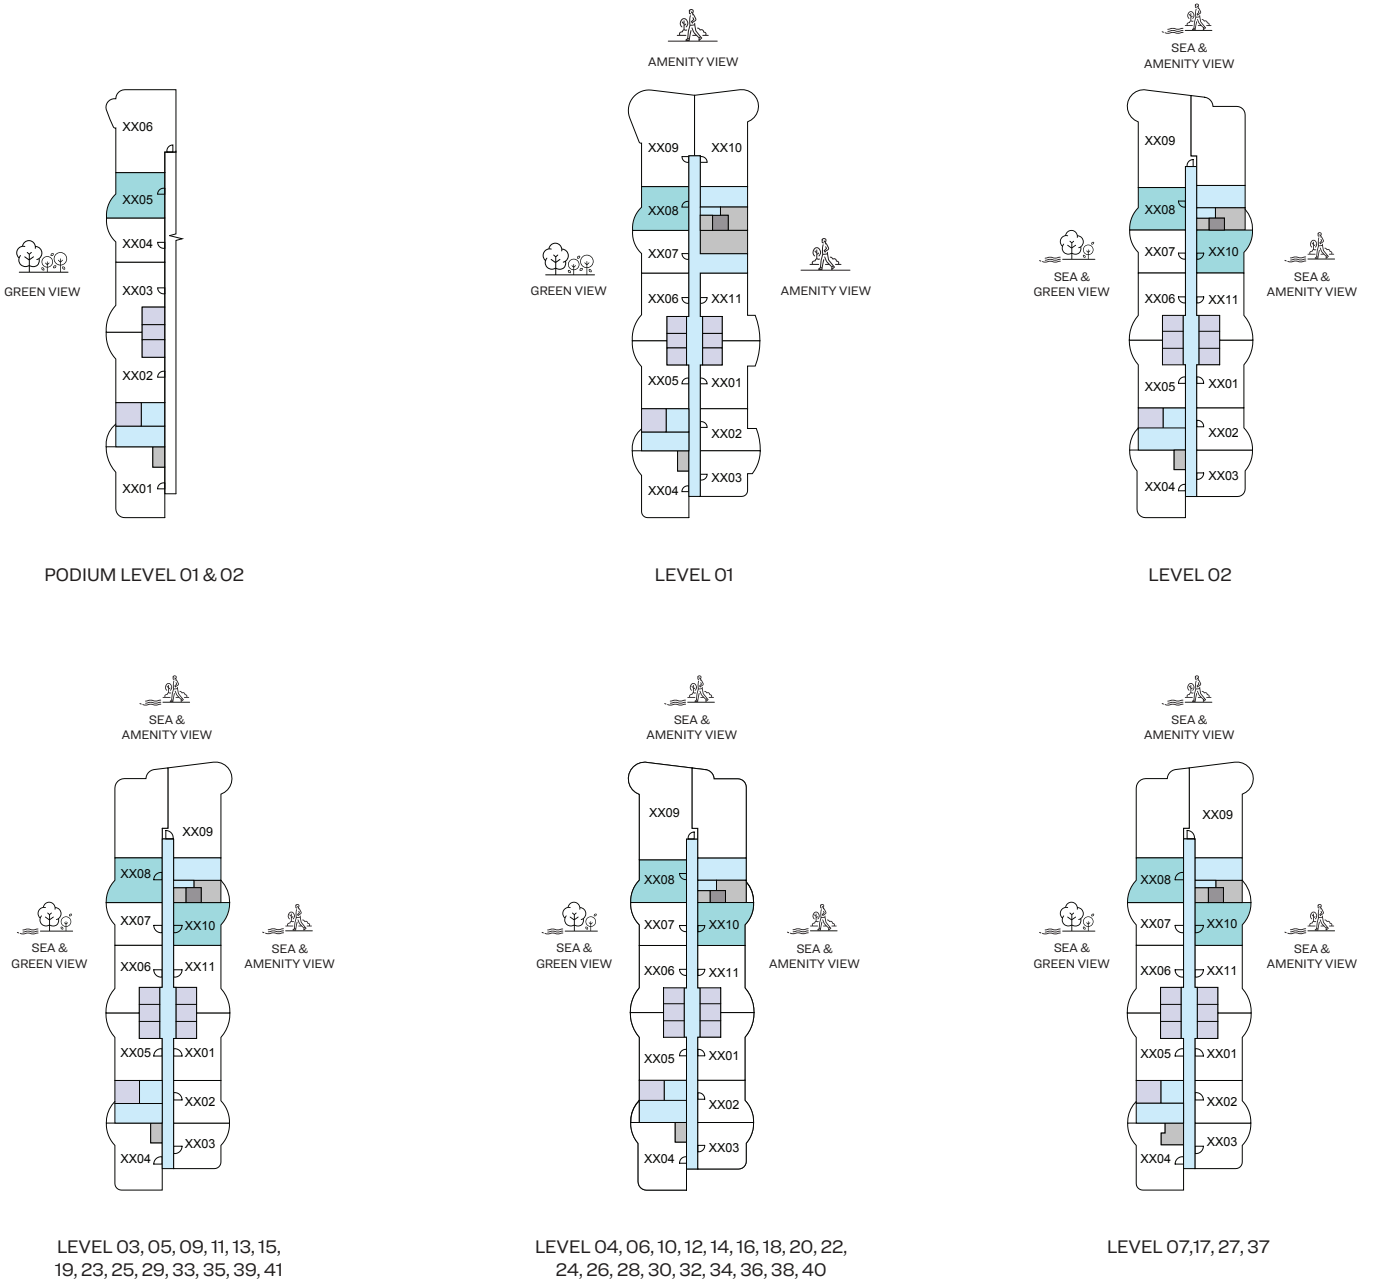 AMENITY VIEW
SEA &
AMENITY VIEW
XX06
XX05
XX04
XX03
XX02
XX01
GREEN VIEW
PODIUM LEVEL 01 & 02
XX09
XX10
XX08
XX07
XX06
XX11
XX05
XX01
XX02
XX03
XX04
GREEN VIEW
AMENITY VIEW
LEVEL 01
XX09
XX08
XX07
XX10
XX06
XX11
XX05
XX01
XX02
XX03
XX04
SEA &
GREEN VIEW
SEA &
AMENITY VIEW
LEVEL 02
SEA &
AMENITY VIEW
XX09
XX08
XX07
XX10
XX06
XX11
XX05
XX01
XX02
XX03
XX04
SEA &
GREEN VIEW
SEA &
AMENITY VIEW
LEVEL 03, 05, 09, 11, 13, 15,
19, 23, 25, 29, 33, 35, 39, 41
SEA &
AMENITY VIEW
XX09
XX08
XX07
XX10
XX06
XX11
XX05
XX01
XX02
XX03
XX04
SEA &
GREEN VIEW
SEA &
AMENITY VIEW
LEVEL 04, 06, 10, 12, 14, 16, 18, 20, 22,
24, 26, 28, 30, 32, 34, 36, 38, 40
SEA &
AMENITY VIEW
XX09
XX08
XX07
XX10
XX06
XX11
XX05
XX01
XX02
XX03
XX04
SEA &
GREEN VIEW
SEA &
AMENITY VIEW
LEVEL 07,17, 27, 37